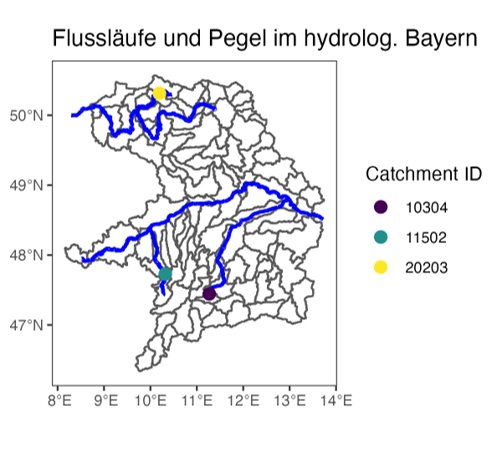 Flussläufe und Pegel im hydrolog. Bayern
50°N
49°N
48°N
47°N
8°E 9°E 10°E 11°E 12°E 13°E 14°E
Catchment ID
10304
11502
20203